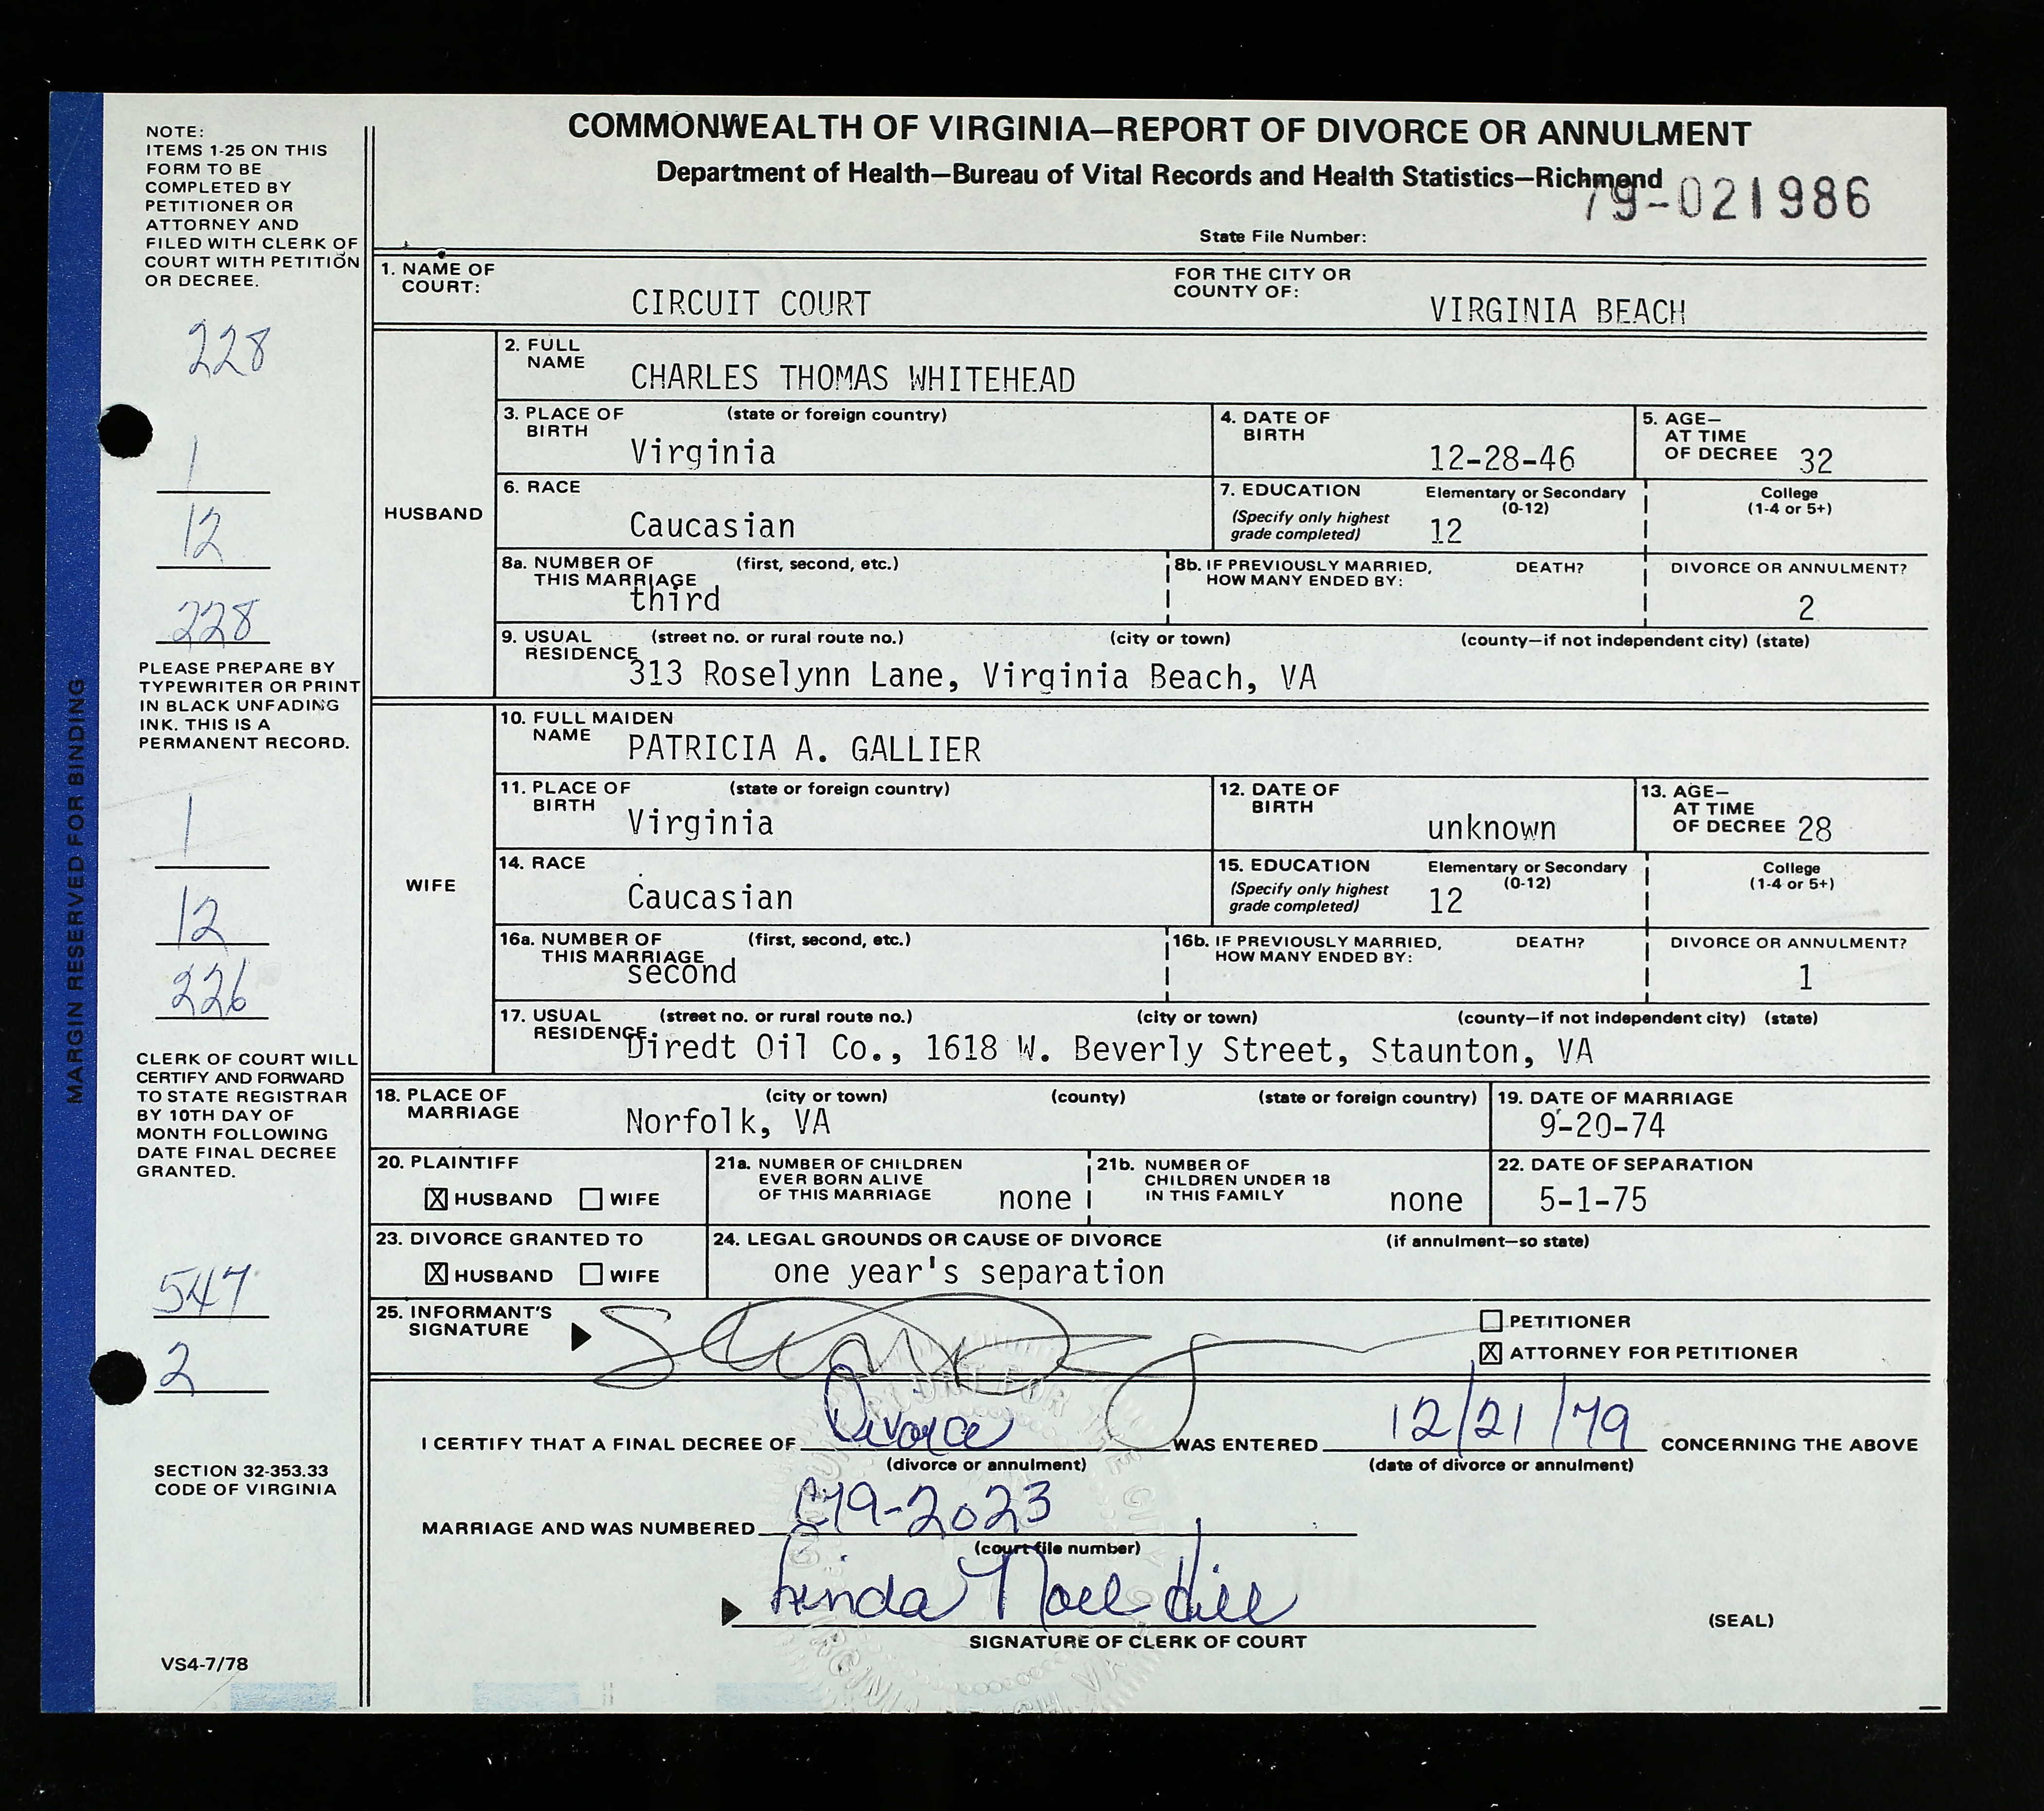 COMMONWEALTH OF VIRGINIA—REPORT OF DIVORCE OR ANNULMENT
Department of Health—Bureau of Vital Records and Health Statistics—Richmond
79-021986
State File Number:
NOTE:
ITEMS 1-25 ON THIS
FORM TO BE
COMPLETED BY
PETITIONER OR
ATTORNEY AND
FILED WITH CLERK OF
COURT WITH PETITION
OR DECREE.
228
1
12
228
PLEASE PREPARE BY
TYPEWRITER OR PRINT
IN BLACK UNFADING
INK. THIS IS A
PERMANENT RECORD.
1
12
226
CLERK OF COURT WILL
CERTIFY AND FORWARD
TO STATE REGISTRAR
BY 10TH DAY OF
MONTH FOLLOWING
DATE FINAL DECREE
GRANTED.
547
2
SECTION 32-353.33
CODE OF VIRGINIA
VS4-7/78
MARGIN RESERVED FOR BINDING
1. NAME OF COURT: CIRCUIT COURT FOR THE CITY OR COUNTY OF: VIRGINIA BEACH
HUSBAND
2. FULL NAME CHARLES THOMAS WHITEHEAD
3. PLACE OF BIRTH (state or foreign country) Virginia 4. DATE OF BIRTH 12-28-46 5. AGE— AT TIME OF DECREE 32
6. RACE Caucasian 7. EDUCATION (Specify only highest grade completed) Elementary or Secondary (0-12) 12 College (1-4 or 5+)
8a. NUMBER OF THIS MARRIAGE (first, second, etc.) third 8b. IF PREVIOUSLY MARRIED, HOW MANY ENDED BY: DEATH? DIVORCE OR ANNULMENT? 2
9. USUAL RESIDENCE (street no. or rural route no.) (city or town) (county—if not independent city) (state)
313 Roselynn Lane, Virginia Beach, VA
WIFE
10. FULL MAIDEN NAME PATRICIA A. GALLIER
11. PLACE OF BIRTH (state or foreign country) Virginia 12. DATE OF BIRTH unknown 13. AGE— AT TIME OF DECREE 28
14. RACE Caucasian 15. EDUCATION (Specify only highest grade completed) Elementary or Secondary (0-12) 12 College (1-4 or 5+)
16a. NUMBER OF THIS MARRIAGE (first, second, etc.) second 16b. IF PREVIOUSLY MARRIED, HOW MANY ENDED BY: DEATH? DIVORCE OR ANNULMENT? 1
17. USUAL RESIDENCE (street no. or rural route no.) (city or town) (county—if not independent city) (state)
Diredt Oil Co., 1618 W. Beverly Street, Staunton, VA
18. PLACE OF MARRIAGE (city or town) (county) (state or foreign country) Norfolk, VA 19. DATE OF MARRIAGE 9-20-74
20. PLAINTIFF X HUSBAND WIFE 21a. NUMBER OF CHILDREN EVER BORN ALIVE OF THIS MARRIAGE none 21b. NUMBER OF CHILDREN UNDER 18 IN THIS FAMILY none 22. DATE OF SEPARATION 5-1-75
23. DIVORCE GRANTED TO X HUSBAND WIFE 24. LEGAL GROUNDS OR CAUSE OF DIVORCE (if annulment—so state) one year's separation
25. INFORMANT'S SIGNATURE PETITIONER
X ATTORNEY FOR PETITIONER
I CERTIFY THAT A FINAL DECREE OF Divorce WAS ENTERED 12/21/79 CONCERNING THE ABOVE
(divorce or annulment) (date of divorce or annulment)
MARRIAGE AND WAS NUMBERED C79-2023
(court file number)
Linda Noel Hill
SIGNATURE OF CLERK OF COURT
(SEAL)